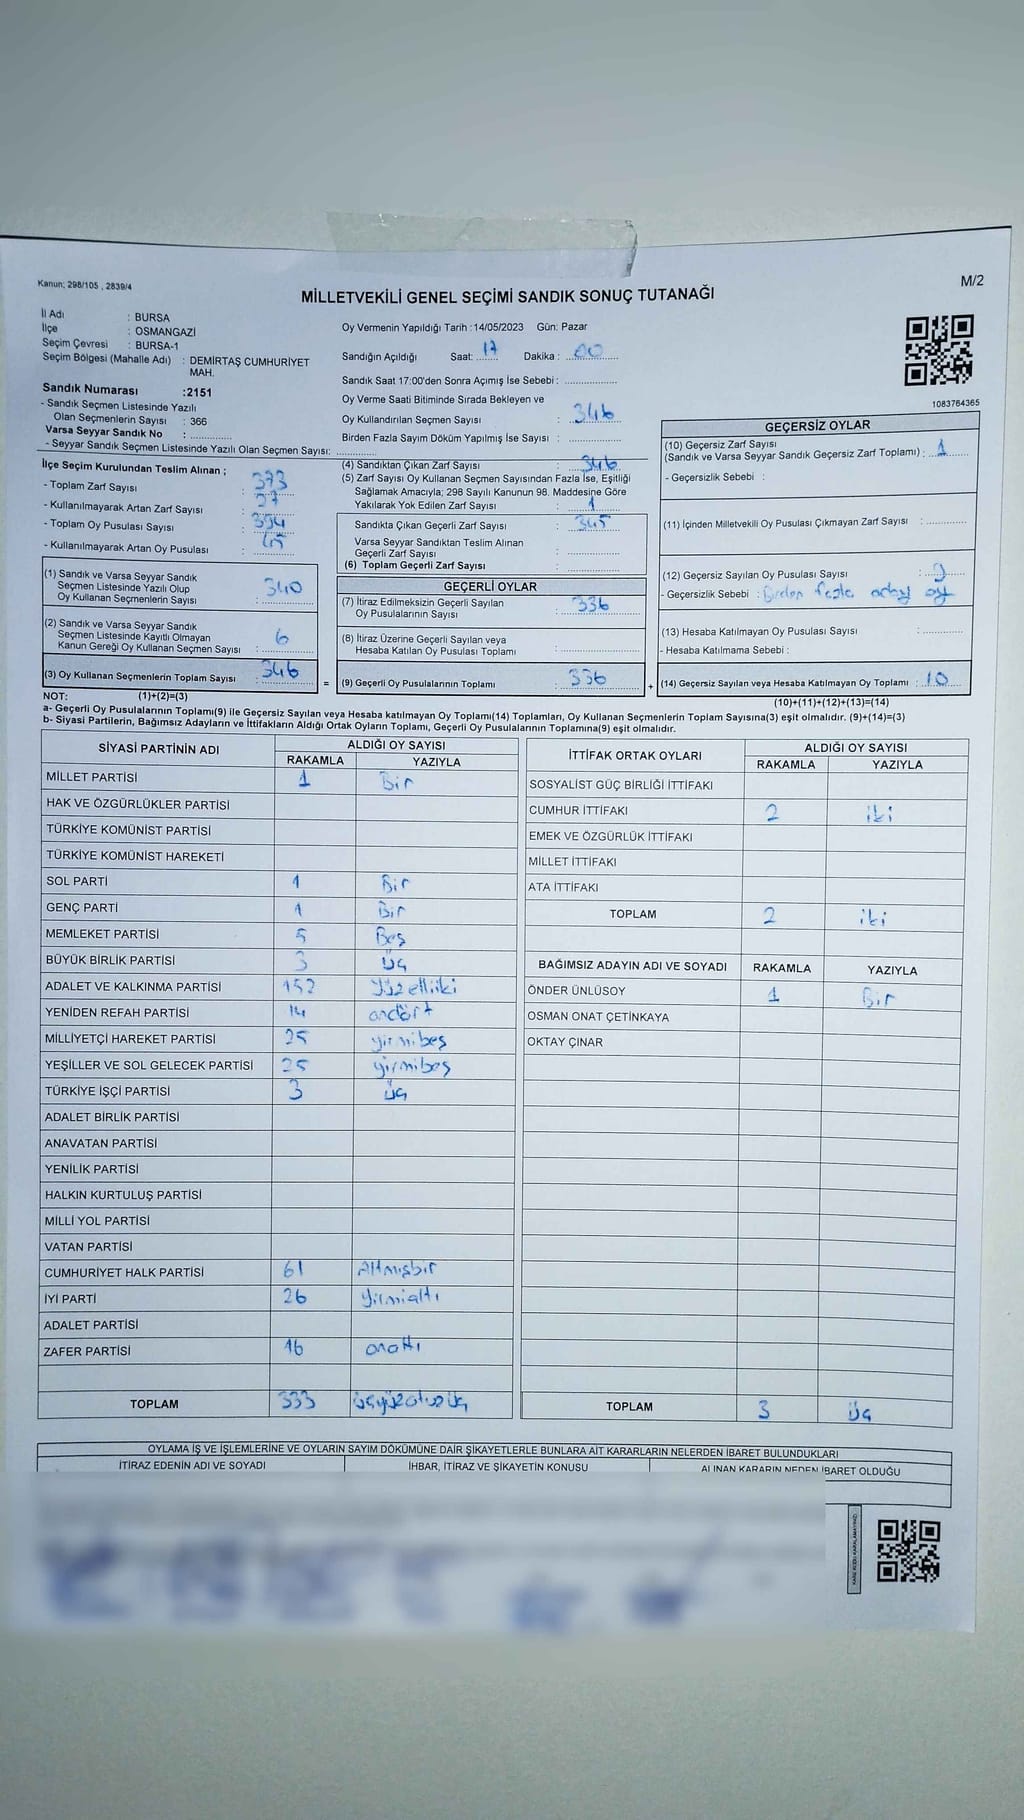 Kanun; 298/105 , 2839/4
M/2
MİLLETVEKİLİ GENEL SEÇİMİ SANDIK SONUÇ TUTANAĞI
İl Adı : BURSA
İlçe : OSMANGAZİ
Seçim Çevresi : BURSA-1
Seçim Bölgesi (Mahalle Adı) : DEMİRTAŞ CUMHURİYET
MAH.
Sandık Numarası :2151
- Sandık Seçmen Listesinde Yazılı
Olan Seçmenlerin Sayısı : 366
Varsa Seyyar Sandık No :
- Seyyar Sandık Seçmen Listesinde Yazılı Olan Seçmen Sayısı:
Oy Vermenin Yapıldığı Tarih :14/05/2023 Gün: Pazar
Sandığın Açıldığı Saat: 17 Dakika : 00
Sandık Saat 17:00'den Sonra Açımış İse Sebebi :
Oy Verme Saati Bitiminde Sırada Bekleyen ve
Oy Kullandırılan Seçmen Sayısı : 346
Birden Fazla Sayım Döküm Yapılmış İse Sayısı :
1083764365
İlçe Seçim Kurulundan Teslim Alınan ;
- Toplam Zarf Sayısı : 373
- Kullanılmayarak Artan Zarf Sayısı : 27
- Toplam Oy Pusulası Sayısı : 394
- Kullanılmayarak Artan Oy Pusulası :
(1) Sandık ve Varsa Seyyar Sandık
Seçmen Listesinde Yazılı Olup
Oy Kullanan Seçmenlerin Sayısı : 340
(2) Sandık ve Varsa Seyyar Sandık
Seçmen Listesinde Kayıtlı Olmayan
Kanun Gereği Oy Kullanan Seçmen Sayısı : 6
(3) Oy Kullanan Seçmenlerin Toplam Sayısı : 346
(4) Sandıktan Çıkan Zarf Sayısı : 346
(5) Zarf Sayısı Oy Kullanan Seçmen Sayısından Fazla İse, Eşitliği
Sağlamak Amacıyla; 298 Sayılı Kanunun 98. Maddesine Göre
Yakılarak Yok Edilen Zarf Sayısı : 1
Sandıkta Çıkan Geçerli Zarf Sayısı : 345
Varsa Seyyar Sandıktan Teslim Alınan
Geçerli Zarf Sayısı :
(6) Toplam Geçerli Zarf Sayısı :
GEÇERLİ OYLAR
(7) İtiraz Edilmeksizin Geçerli Sayılan
Oy Pusulalarının Sayısı : 336
(8) İtiraz Üzerine Geçerli Sayılan veya
Hesaba Katılan Oy Pusulası Toplamı :
= (9) Geçerli Oy Pusulalarının Toplamı : 336 +
GEÇERSİZ OYLAR
(10) Geçersiz Zarf Sayısı
(Sandık ve Varsa Seyyar Sandık Geçersiz Zarf Toplamı) : 1
- Geçersizlik Sebebi :
(11) İçinden Milletvekili Oy Pusulası Çıkmayan Zarf Sayısı :
(12) Geçersiz Sayılan Oy Pusulası Sayısı : 9
- Geçersizlik Sebebi : Birden fazla aday oy
(13) Hesaba Katılmayan Oy Pusulası Sayısı :
- Hesaba Katılmama Sebebi :
(14) Geçersiz Sayılan veya Hesaba Katılmayan Oy Toplamı : 10
NOT: (1)+(2)=(3) (10)+(11)+(12)+(13)=(14)
a- Geçerli Oy Pusulalarının Toplamı(9) ile Geçersiz Sayılan veya Hesaba katılmayan Oy Toplamı(14) Toplamları, Oy Kullanan Seçmenlerin Toplam Sayısına(3) eşit olmalıdır. (9)+(14)=(3)
b- Siyasi Partilerin, Bağımsız Adayların ve İttifakların Aldığı Ortak Oyların Toplamı, Geçerli Oy Pusulalarının Toplamına(9) eşit olmalıdır.
SİYASİ PARTİNİN ADI ALDIĞI OY SAYISI
RAKAMLA YAZIYLA
MİLLET PARTİSİ 1 Bir
HAK VE ÖZGÜRLÜKLER PARTİSİ
TÜRKİYE KOMÜNİST PARTİSİ
TÜRKİYE KOMÜNİST HAREKETİ
SOL PARTİ 1 Bir
GENÇ PARTİ 1 Bir
MEMLEKET PARTİSİ 5 Beş
BÜYÜK BİRLİK PARTİSİ 3 üç
ADALET VE KALKINMA PARTİSİ 152 Yüzelliiki
YENİDEN REFAH PARTİSİ 14 ondört
MİLLİYETÇİ HAREKET PARTİSİ 25 yirmibeş
YEŞİLLER VE SOL GELECEK PARTİSİ 25 yirmibeş
TÜRKİYE İŞÇİ PARTİSİ 3 üç
ADALET BİRLİK PARTİSİ
ANAVATAN PARTİSİ
YENİLİK PARTİSİ
HALKIN KURTULUŞ PARTİSİ
MİLLİ YOL PARTİSİ
VATAN PARTİSİ
CUMHURİYET HALK PARTİSİ 61 Altmışbir
İYİ PARTİ 26 Yirmialtı
ADALET PARTİSİ
ZAFER PARTİSİ 16 onaltı
TOPLAM 333 üçyüzotuzüç
İTTİFAK ORTAK OYLARI ALDIĞI OY SAYISI
RAKAMLA YAZIYLA
SOSYALİST GÜÇ BİRLİĞİ İTTİFAKI
CUMHUR İTTİFAKI 2 iki
EMEK VE ÖZGÜRLÜK İTTİFAKI
MİLLET İTTİFAKI
ATA İTTİFAKI
TOPLAM 2 iki
BAĞIMSIZ ADAYIN ADI VE SOYADI RAKAMLA YAZIYLA
ÖNDER ÜNLÜSOY 1 Bir
OSMAN ONAT ÇETİNKAYA
OKTAY ÇINAR
TOPLAM 3 üç
OYLAMA İŞ VE İŞLEMLERİNE VE OYLARIN SAYIM DÖKÜMÜNE DAİR ŞİKAYETLERLE BUNLARA AİT KARARLARIN NELERDEN İBARET BULUNDUKLARI
İTİRAZ EDENİN ADI VE SOYADI İHBAR, İTİRAZ VE ŞİKAYETİN KONUSU ALINAN KARARIN NEDEN İBARET OLDUĞU
KARE KODU KARALAMAYINIZ